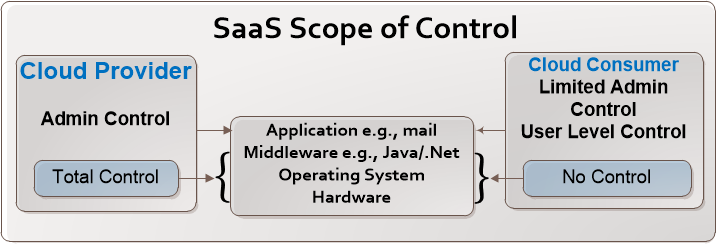 SaaS Scope of Control
Cloud Provider
Admin Control
Total Control
Application e.g., mail
Middleware e.g., Java/.Net
Operating System
Hardware
Cloud Consumer
Limited Admin
Control
User Level Control
No Control